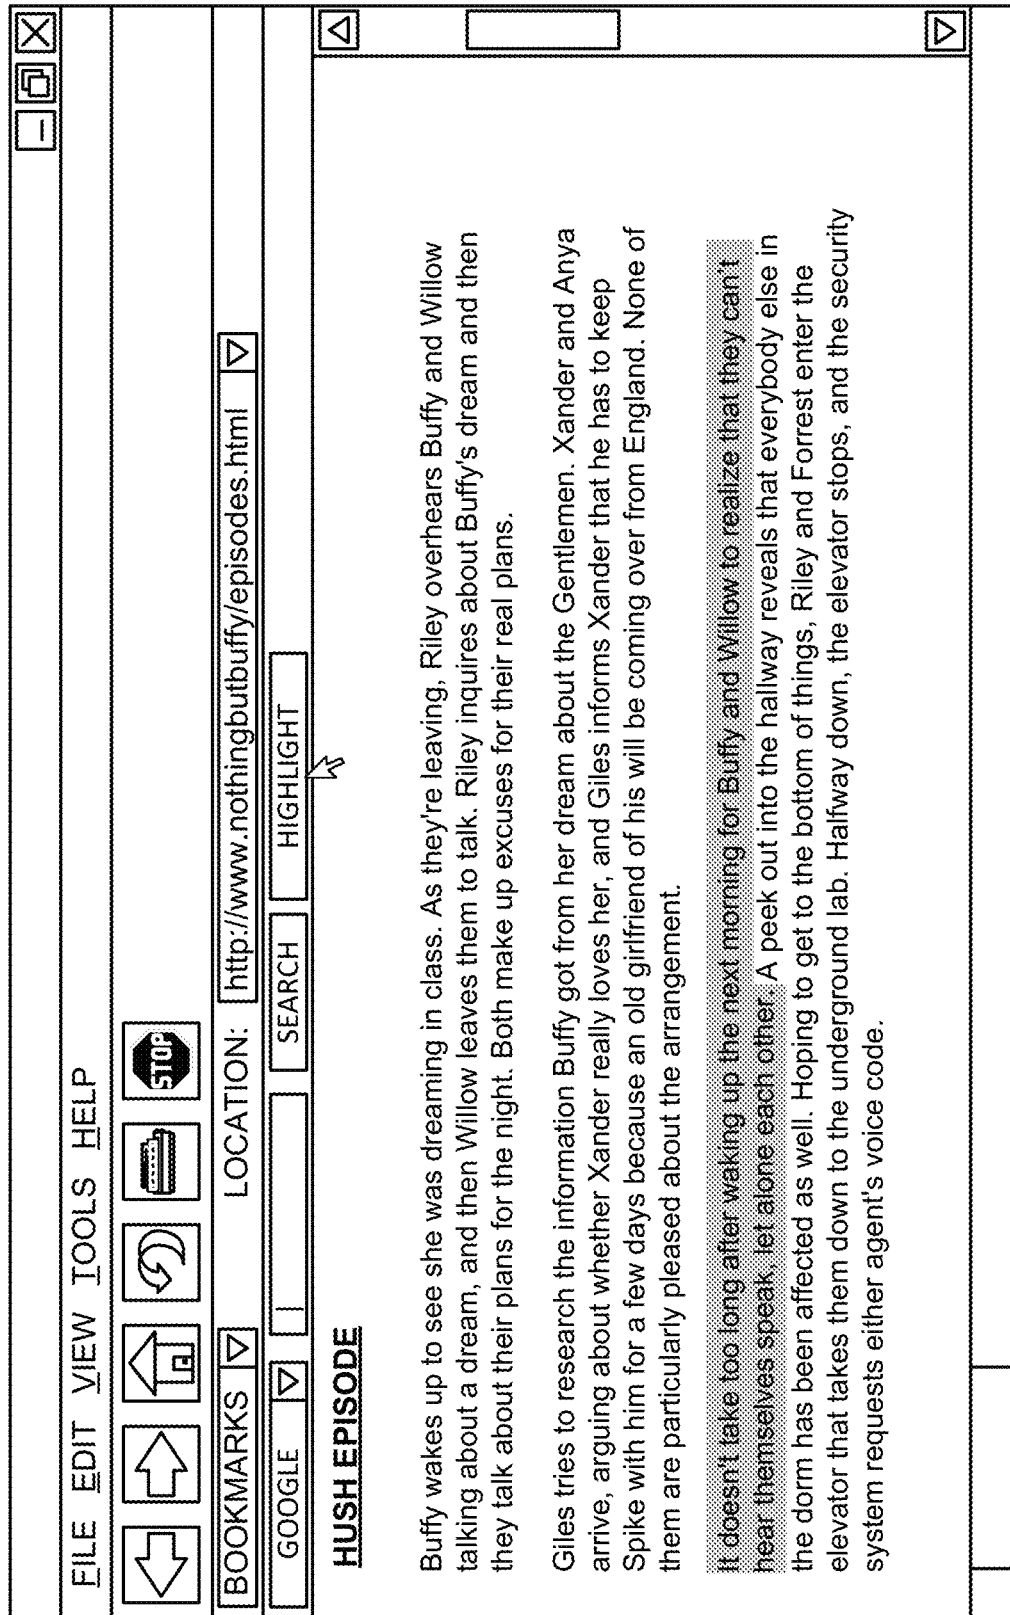 FILE EDIT VIEW TOOLS HELP
STOP
BOOKMARKS LOCATION: http://www.nothingbutbuffy/episodes.html
GOOGLE SEARCH HIGHLIGHT
HUSH EPISODE
Buffy wakes up to see she was dreaming in class. As they're leaving, Riley overhears Buffy and Willow
talking about a dream, and then Willow leaves them to talk. Riley inquires about Buffy's dream and then
they talk about their plans for the night. Both make up excuses for their real plans.
Giles tries to research the information Buffy got from her dream about the Gentlemen. Xander and Anya
arrive, arguing about whether Xander really loves her, and Giles informs Xander that he has to keep
Spike with him for a few days because an old girlfriend of his will be coming over from England. None of
them are particularly pleased about the arrangement.
It doesn't take too long after waking up the next morning for Buffy and Willow to realize that they can't
hear themselves speak, let alone each other. A peek out into the hallway reveals that everybody else in
the dorm has been affected as well. Hoping to get to the bottom of things, Riley and Forrest enter the
elevator that takes them down to the underground lab. Halfway down, the elevator stops, and the security
system requests either agent's voice code.